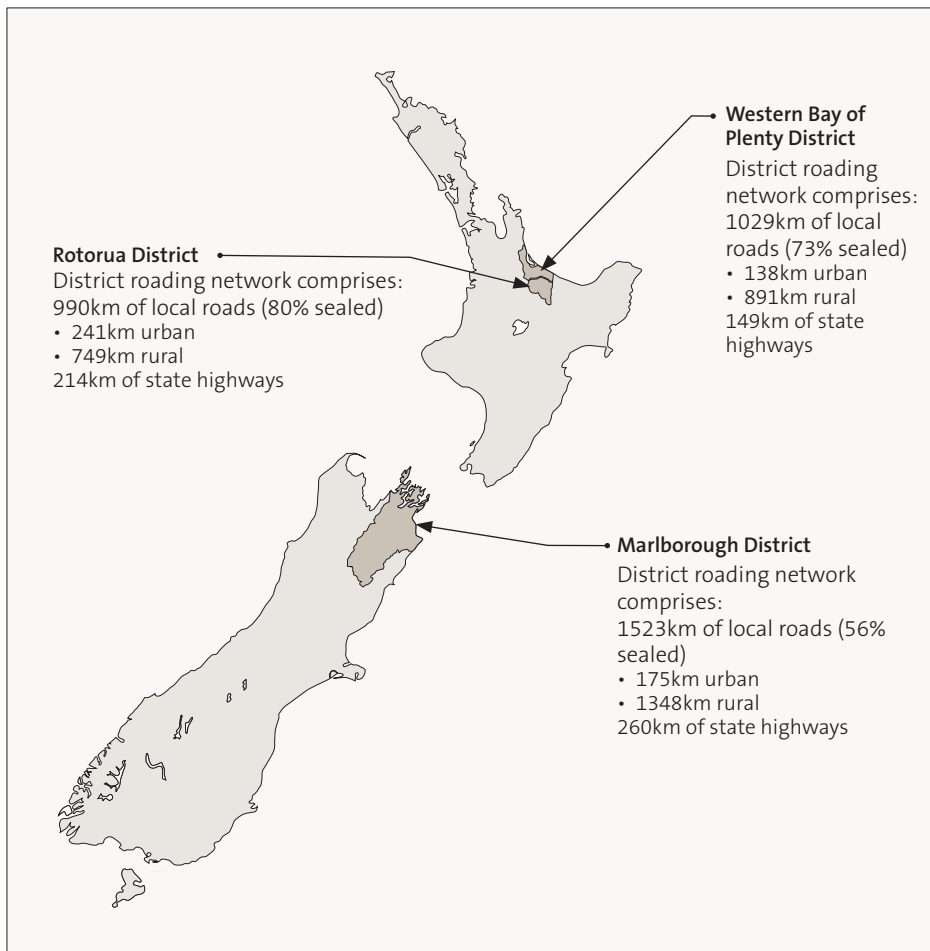 Western Bay of
Plenty District
District roading
network comprises:
1029km of local
roads (73% sealed)
• 138km urban
• 891km rural
149km of state
highways
Rotorua District
District roading network comprises:
990km of local roads (80% sealed)
• 241km urban
• 749km rural
214km of state highways
Marlborough District
District roading network
comprises:
1523km of local roads (56%
sealed)
• 175km urban
• 1348km rural
260km of state highways